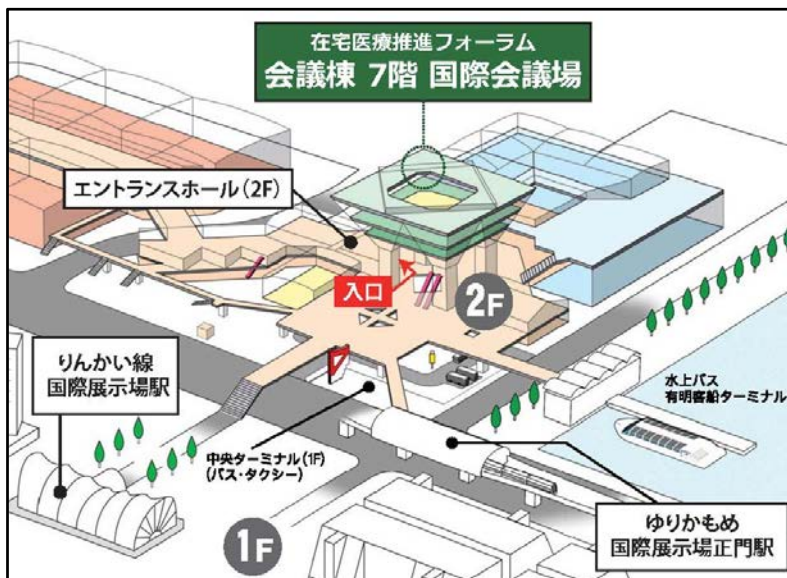 在宅医療推進フォーラム
会議棟 7階 国際会議場
エントランスホール(2F)
入口
2F
りんかい線
国際展示場駅
水上バス
有明客船ターミナル
中央ターミナル(1F)
(バス・タクシー)
1F
ゆりかもめ
国際展示場正門駅